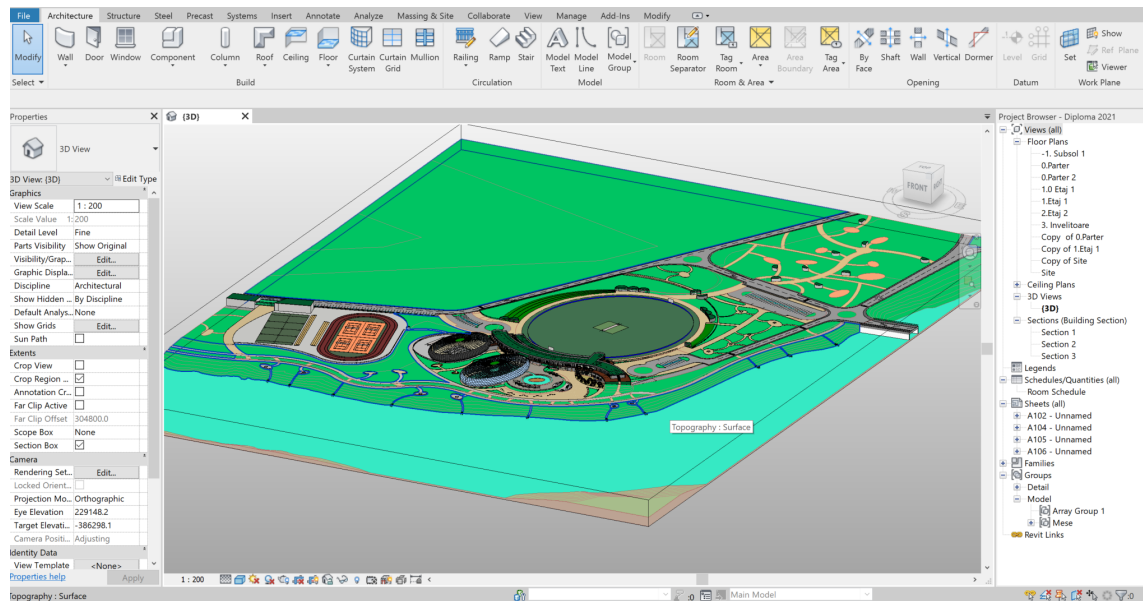 File Architecture Structure Steel Precast Systems Insert Annotate Analyze Massing & Site Collaborate View Manage Add-Ins Modify
Modify Wall Door Window Component Column Roof Ceiling Floor Curtain System Curtain Grid Mullion Railing Ramp Stair Model Text Model Line Model Group Room Room Separator Tag Room Area Area Boundary Tag Area By Face Shaft Wall Vertical Dormer Level Grid Set Show Ref Plane Viewer
Select Build Circulation Model Room & Area Opening Datum Work Plane
Properties
3D View
3D View: {3D}
Edit Type
Graphics
View Scale 1 : 200
Scale Value 1: 200
Detail Level Fine
Parts Visibility Show Original
Visibility/Grap... Edit...
Graphic Displa... Edit...
Discipline Architectural
Show Hidden ... By Discipline
Default Analys... None
Show Grids Edit...
Sun Path
Extents
Crop View
Crop Region ...
Annotation Cr...
Far Clip Active
Far Clip Offset 304800.0
Scope Box None
Section Box
Camera
Rendering Set... Edit...
Locked Orient...
Projection Mo... Orthographic
Eye Elevation 229148.2
Target Elevati... -386298.1
Camera Positi... Adjusting
Identity Data
View Template <None>
Properties help Apply
{3D}
FRONT
Topography : Surface
1 : 200
Project Browser - Diploma 2021
Views (all)
Floor Plans
-1. Subsol 1
0.Parter
0.Parter 2
1.0 Etaj 1
1.Etaj 1
2.Etaj 2
3. Invelitoare
Copy of 0.Parter
Copy of 1.Etaj 1
Copy of Site
Site
Ceiling Plans
3D Views
{3D}
Sections (Building Section)
Section 1
Section 2
Section 3
Legends
Schedules/Quantities (all)
Room Schedule
Sheets (all)
A102 - Unnamed
A104 - Unnamed
A105 - Unnamed
A106 - Unnamed
Families
Groups
Detail
Model
Array Group 1
Mese
Revit Links
Topography : Surface
:0
Main Model
:0